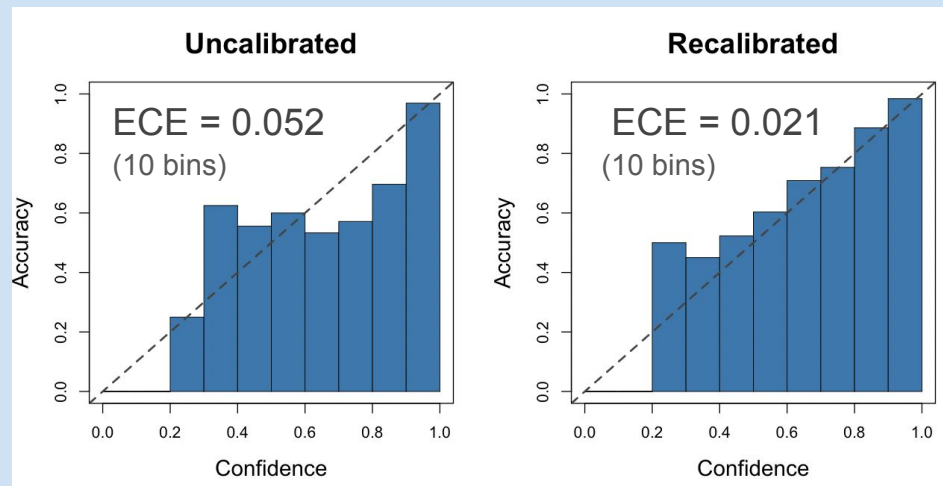 Uncalibrated
ECE = 0.052
(10 bins)
Accuracy
1.0
0.8
0.6
0.4
0.2
0.0
0.0 0.2 0.4 0.6 0.8 1.0
Confidence
Recalibrated
ECE = 0.021
(10 bins)
Accuracy
1.0
0.8
0.6
0.4
0.2
0.0
0.0 0.2 0.4 0.6 0.8 1.0
Confidence